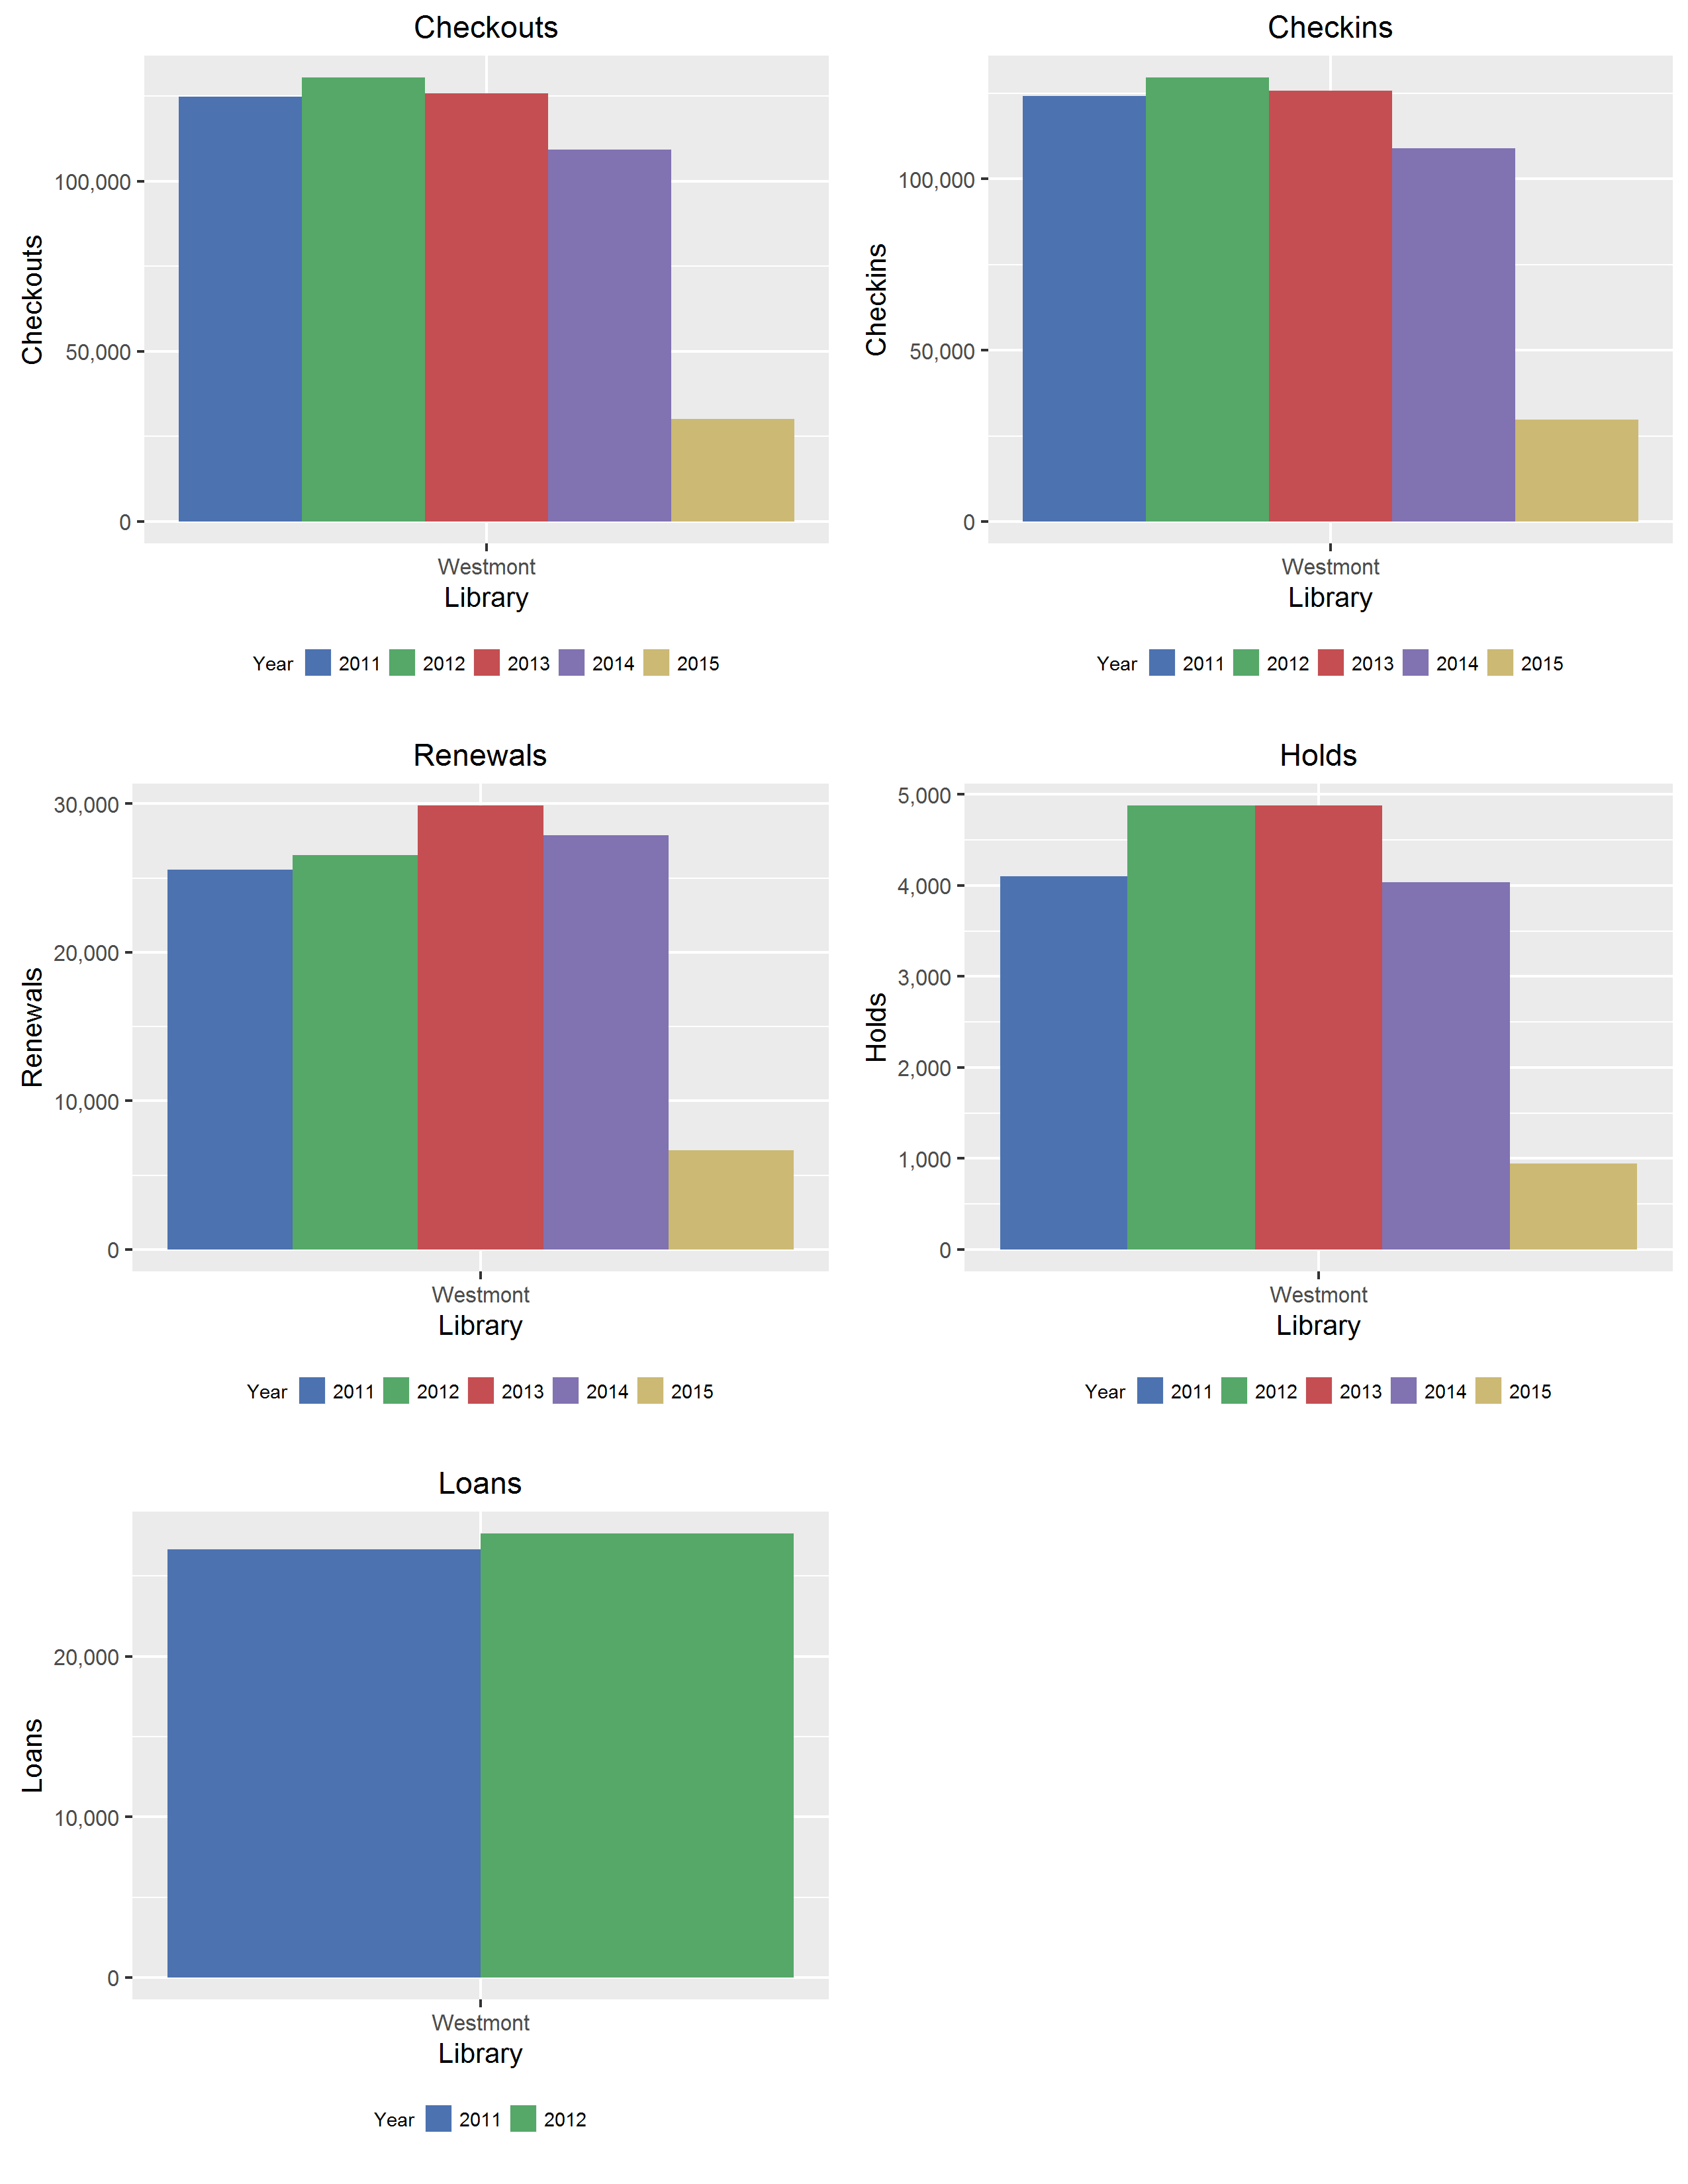 Checkouts
Checkouts
100,000
50,000
0
Westmont
Library
Year 2011 2012 2013 2014 2015
Checkins
Checkins
100,000
50,000
0
Westmont
Library
Year 2011 2012 2013 2014 2015
Renewals
Renewals
30,000
20,000
10,000
0
Westmont
Library
Year 2011 2012 2013 2014 2015
Holds
Holds
5,000
4,000
3,000
2,000
1,000
0
Westmont
Library
Year 2011 2012 2013 2014 2015
Loans
Loans
20,000
10,000
0
Westmont
Library
Year 2011 2012